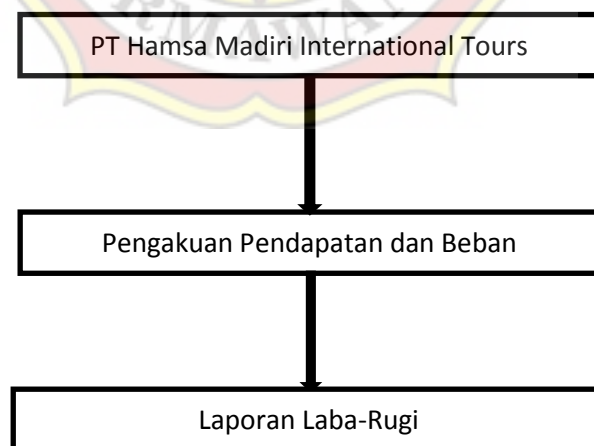 PT Hamsa Madiri International Tours
Pengakuan Pendapatan dan Beban
Laporan Laba-Rugi